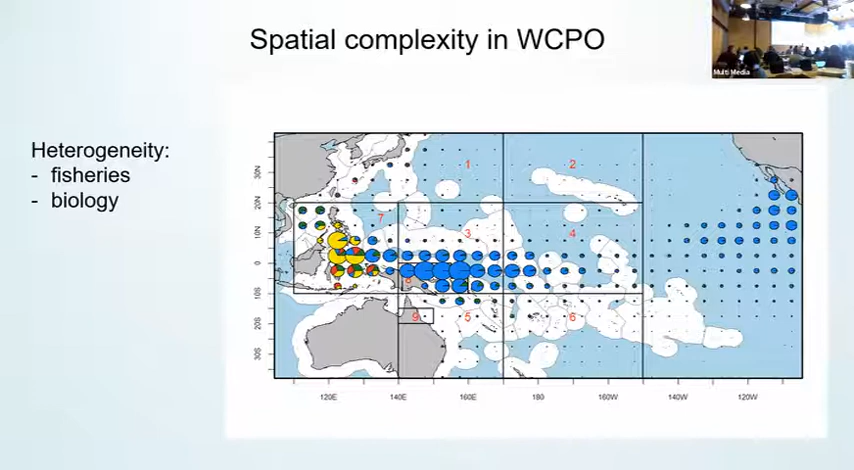 Spatial complexity in WCPO
Multi Media
Heterogeneity:
- fisheries
- biology
30N
20N
10N
0
10S
20S
30S
1
2
7
3
4
8
9
5
6
120E
140E
160E
180
160W
140W
120W